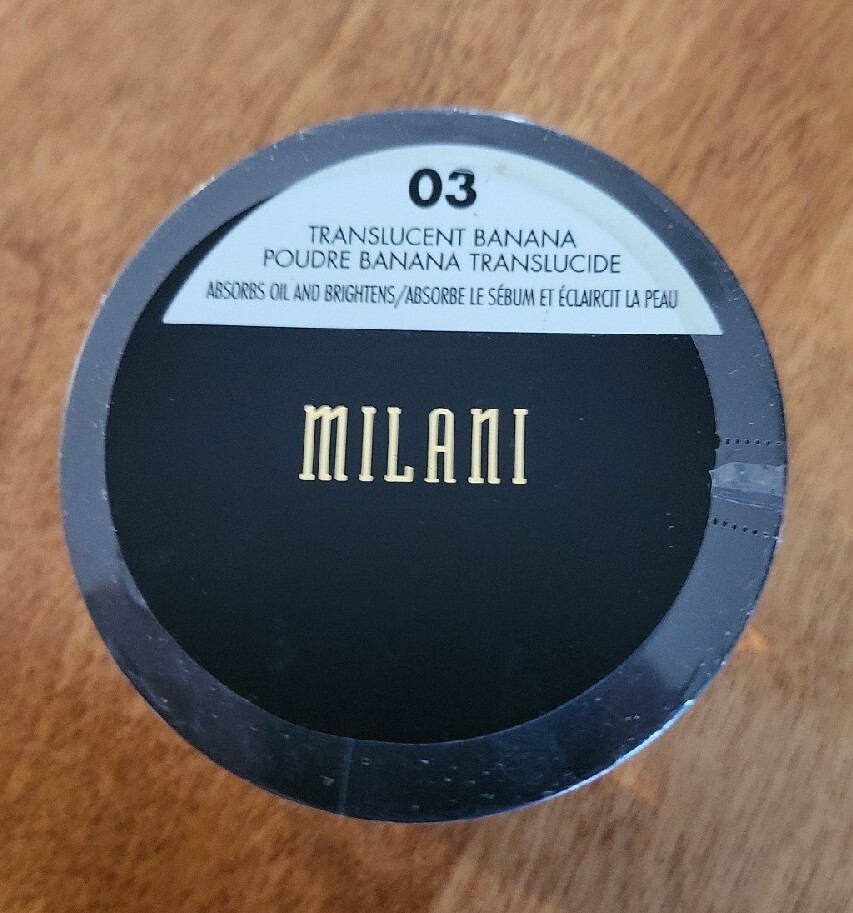 03
TRANSLUCENT BANANA
POUDRE BANANA TRANSLUCIDE
ABSORBS OIL AND BRIGHTENS/ABSORBE LE SÉBUM ET ÉCLAIRCIT LA PEAU
MILANI